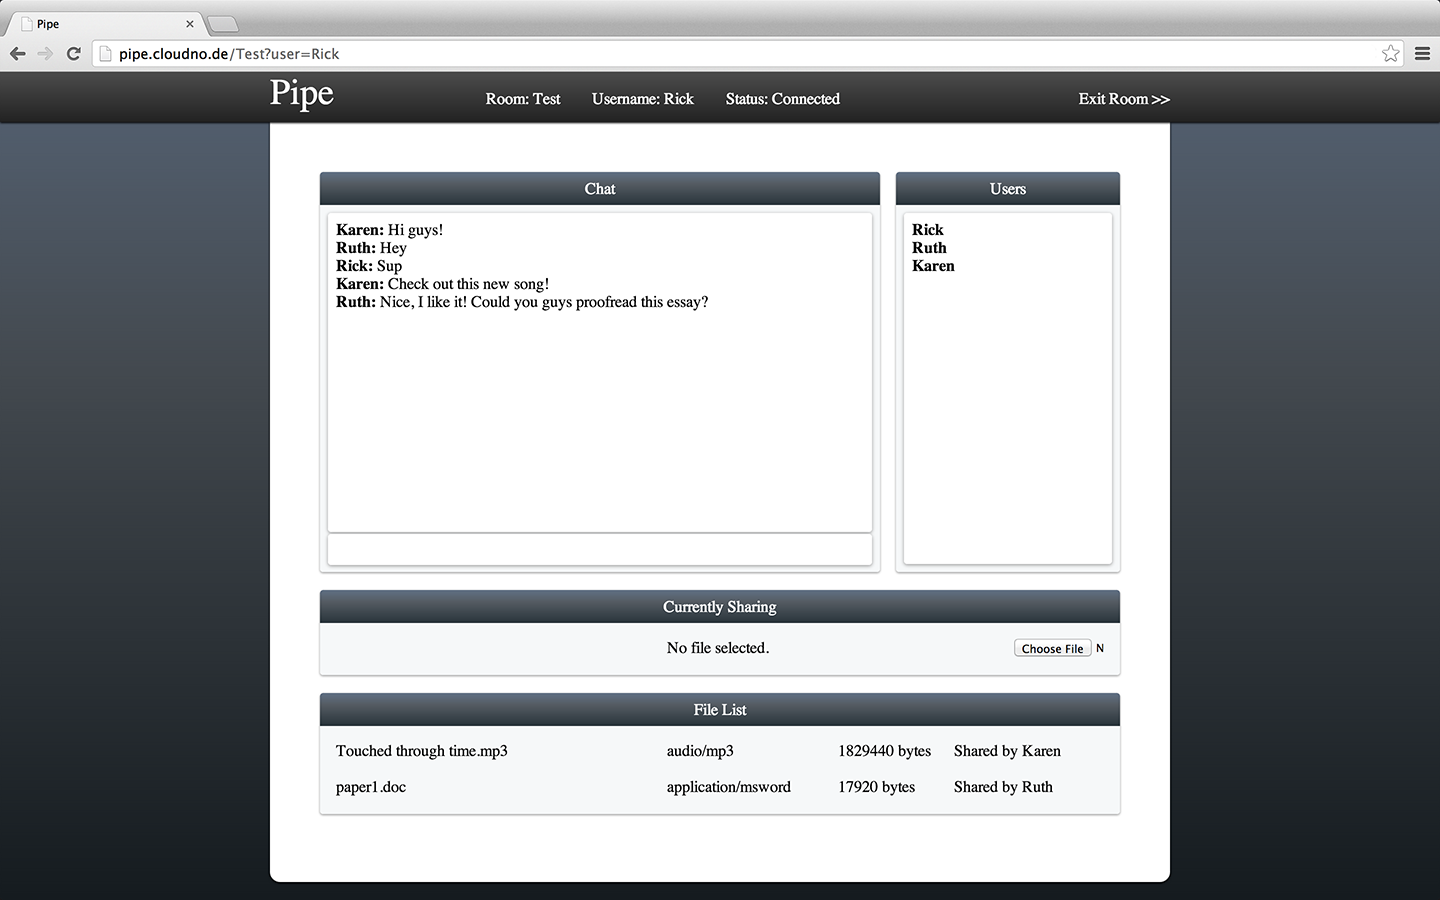 Pipe
pipe.cloudno.de/Test?user=Rick
Pipe
Room: Test
Username: Rick
Status: Connected
Exit Room >>
Chat
Karen: Hi guys!
Ruth: Hey
Rick: Sup
Karen: Check out this new song!
Ruth: Nice, I like it! Could you guys proofread this essay?
Users
Rick
Ruth
Karen
Currently Sharing
No file selected.
Choose File N
File List
Touched through time.mp3 audio/mp3 1829440 bytes Shared by Karen
paper1.doc application/msword 17920 bytes Shared by Ruth